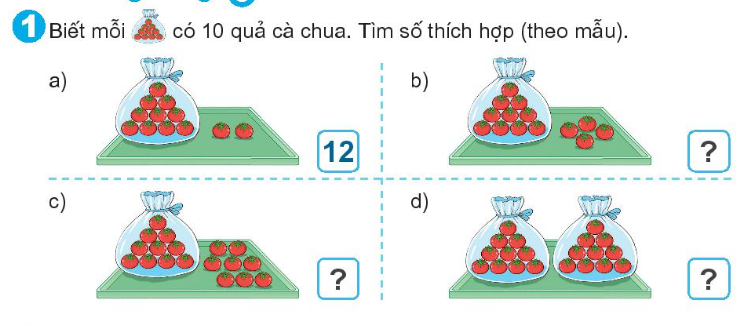 1 Biết mỗi có 10 quả cà chua. Tìm số thích hợp (theo mẫu).
a)
12
b)
?
c)
?
d)
?